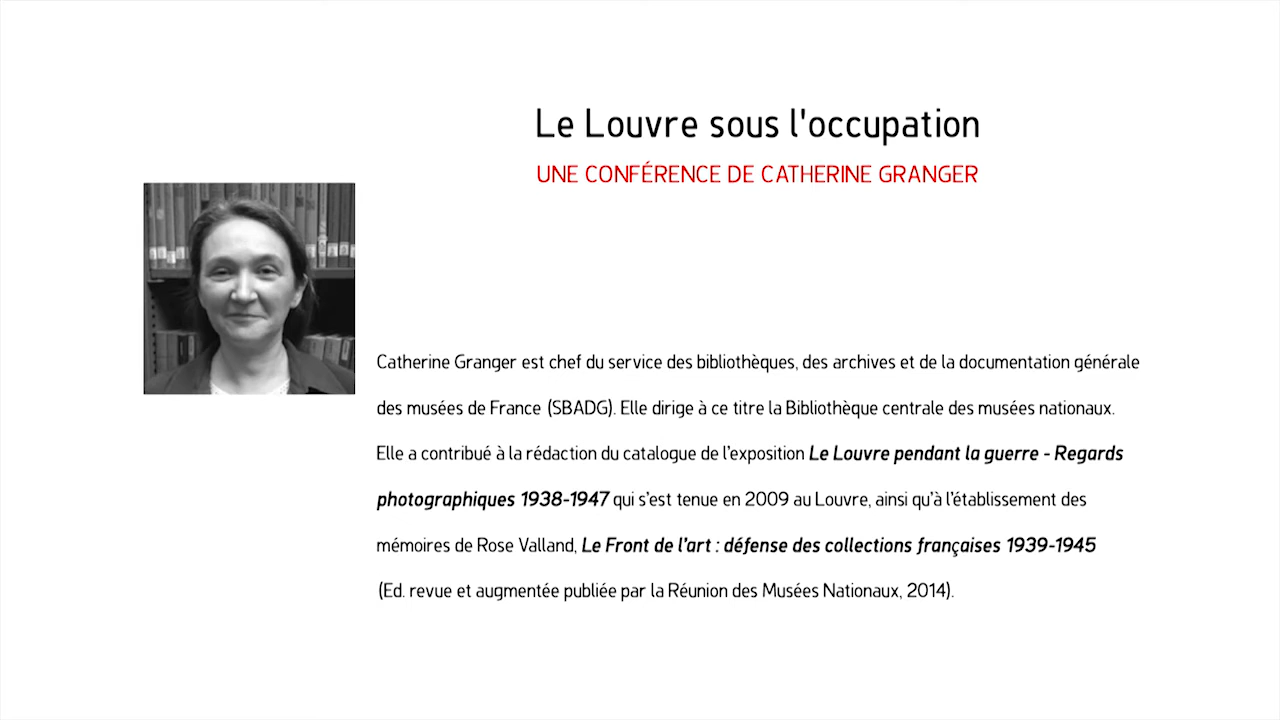 Le Louvre sous l'occupation
UNE CONFÉRENCE DE CATHERINE GRANGER
Catherine Granger est chef du service des bibliothèques, des archives et de la documentation générale
des musées de France (SBADG). Elle dirige à ce titre la Bibliothèque centrale des musées nationaux.
Elle a contribué à la rédaction du catalogue de l'exposition Le Louvre pendant la guerre - Regards
photographiques 1938-1947 qui s'est tenue en 2009 au Louvre, ainsi qu'à l'établissement des
mémoires de Rose Valland, Le Front de l'art : défense des collections françaises 1939-1945
(Ed. revue et augmentée publiée par la Réunion des Musées Nationaux, 2014).